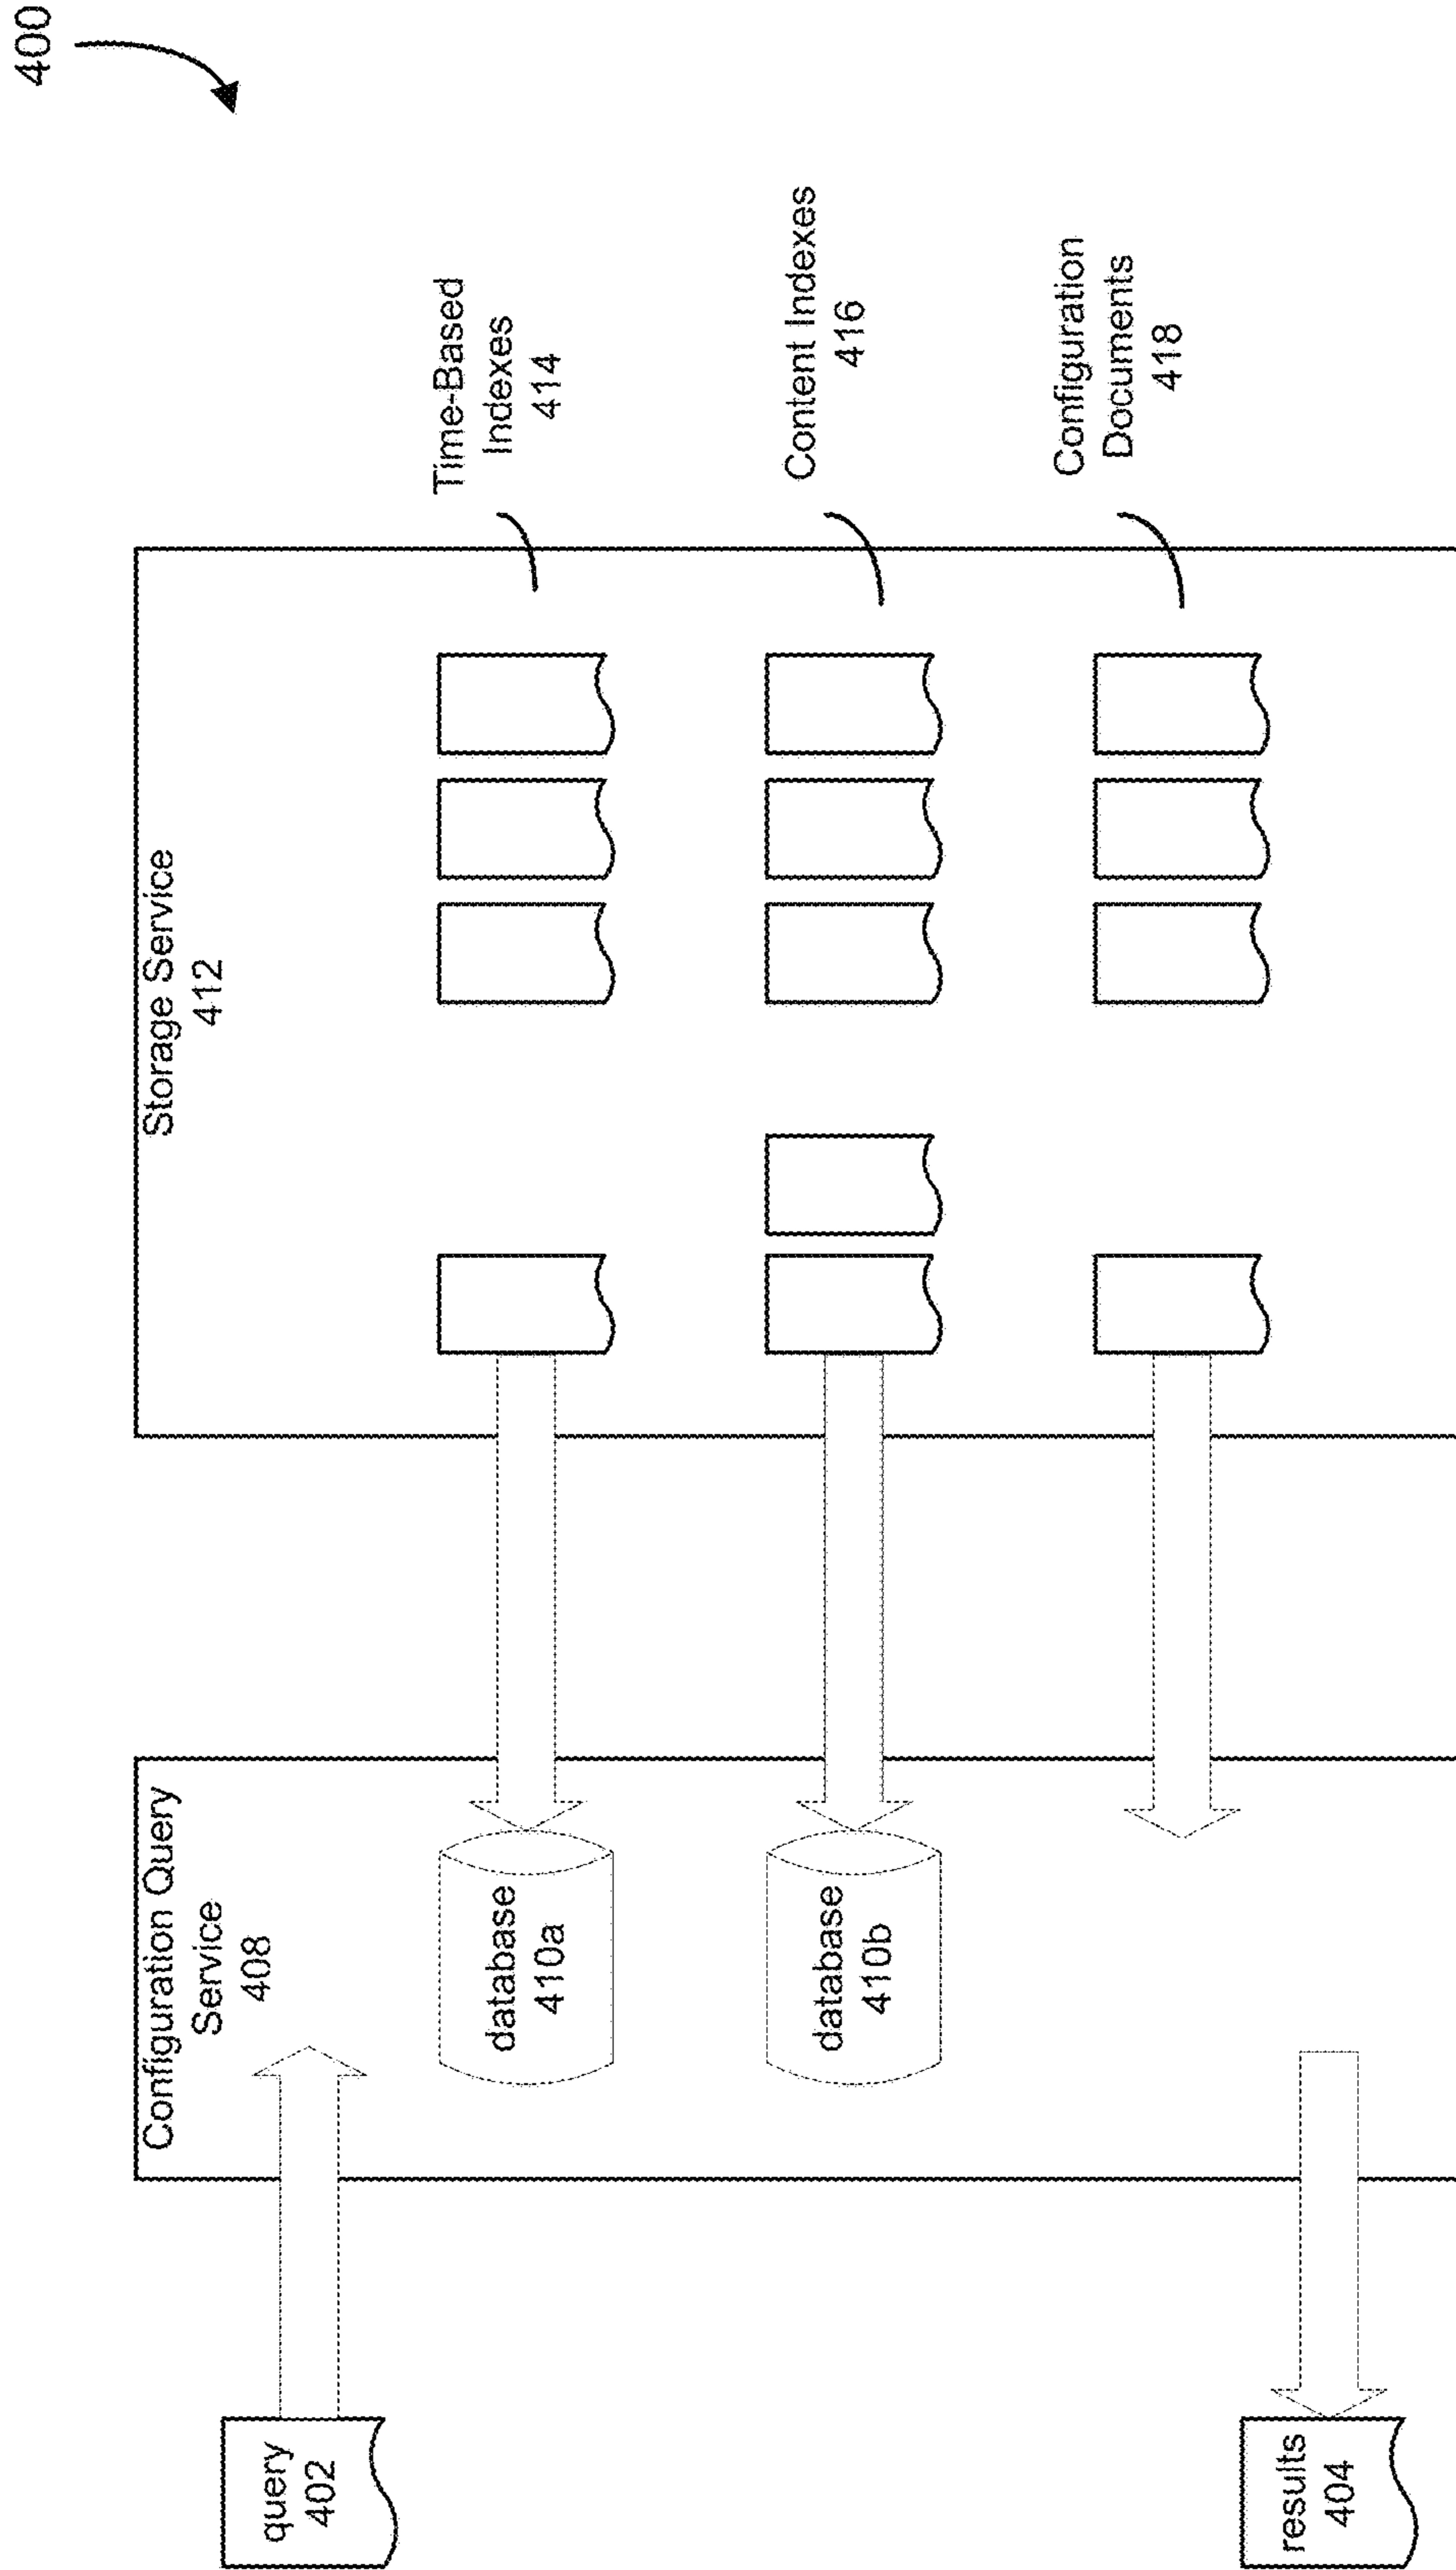 400
Configuration Query
Service
408
Storage Service
412
query
402
database
410a
Time-Based
Indexes
414
database
410b
Content Indexes
416
Configuration
Documents
418
results
404